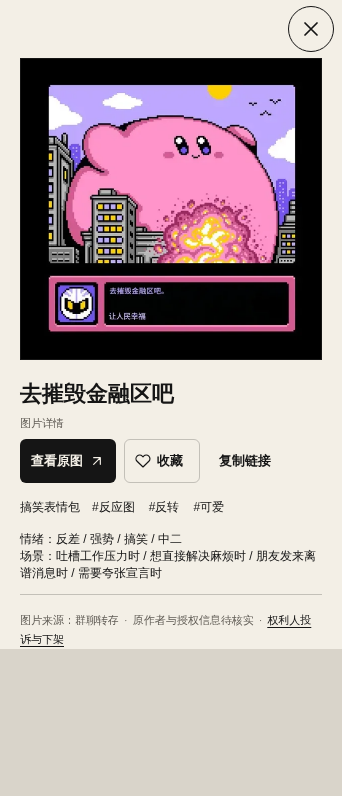 去摧毁金融区吧。
让人民幸福
去摧毁金融区吧
图片详情
查看原图
收藏
复制链接
搞笑表情包 #反应图 #反转 #可爱
情绪：反差 / 强势 / 搞笑 / 中二
场景：吐槽工作压力时 / 想直接解决麻烦时 / 朋友发来离
谱消息时 / 需要夸张宣言时
图片来源：群聊转存 · 原作者与授权信息待核实 · 权利人投
诉与下架